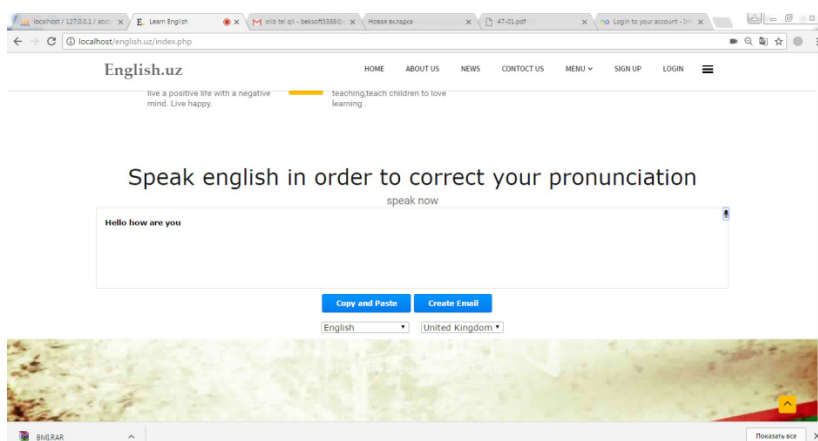 localhost / 127.0.0.1 /
Learn English
Новая вкладка
47-01.pdf
Login to your account - In
localhost/english.uz/index.php
English.uz
HOME ABOUT US NEWS CONTOCT US MENU SIGN UP LOGIN
live a positive life with a negative
mind. Live happy.
teaching,teach children to love
learning .
Speak english in order to correct your pronunciation
speak now
Hello how are you
Copy and Paste Create Email
English United Kingdom
BMI.RAR
Показать все